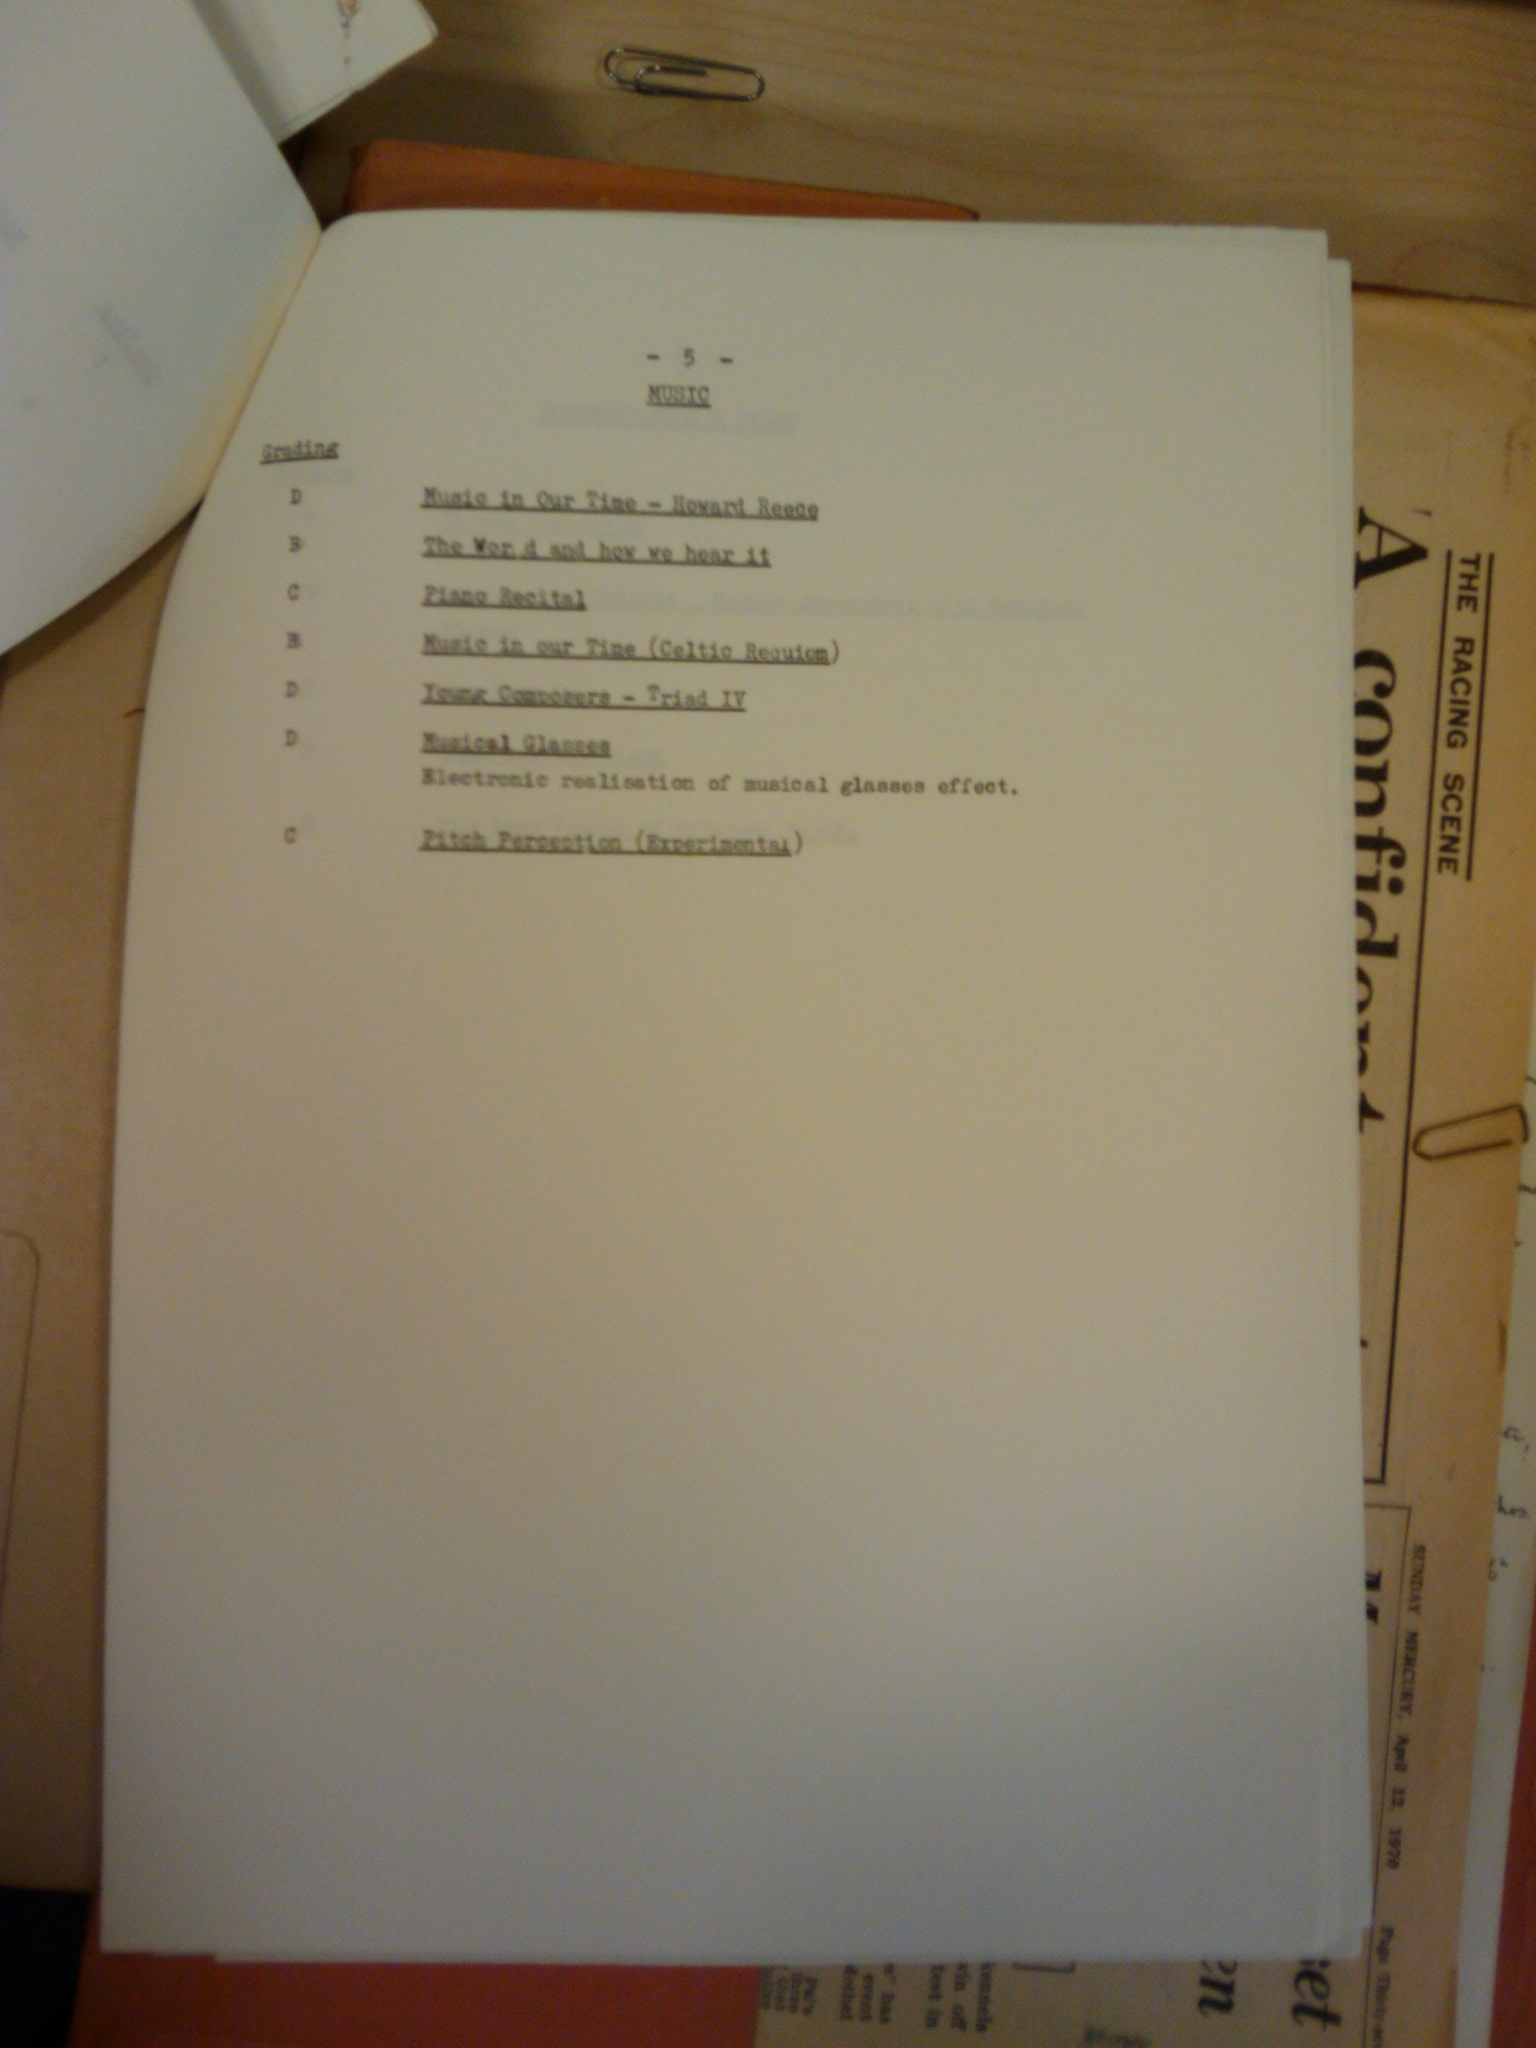 - 5 -
MUSIC
Grading
D Music in Our Time - Howard Reece
B The Wor d and how we hear it
C Piano Recital
B Music in our Time (Celtic Requiem)
D Young Composers - Triad IV
D Musical Glasses
Electronic realisation of musical glasses effect.
C Pitch Perception (Experimental)
THE RACING SCENE
A confident
SUNDAY MERCURY, April 12, 1970